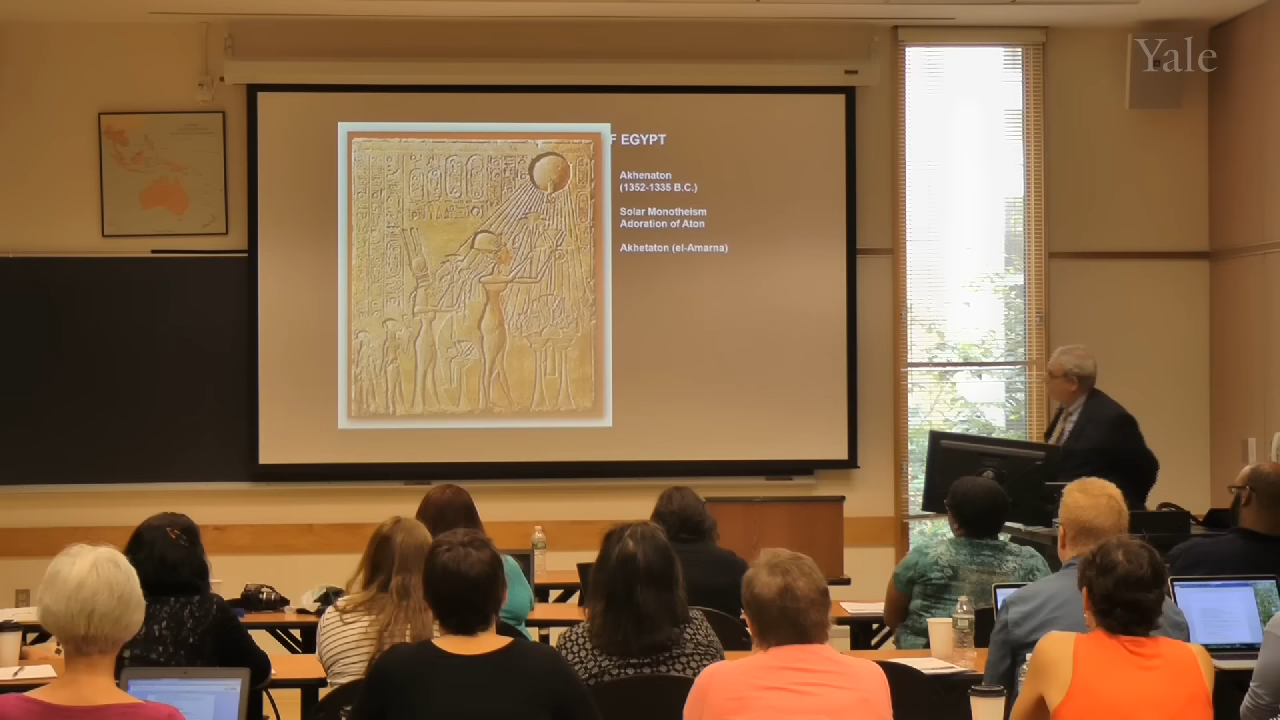 Yale
F EGYPT
Akhenaton
(1352-1335 B.C.)
Solar Monotheism
Adoration of Aton
Akhetaton (el-Amarna)